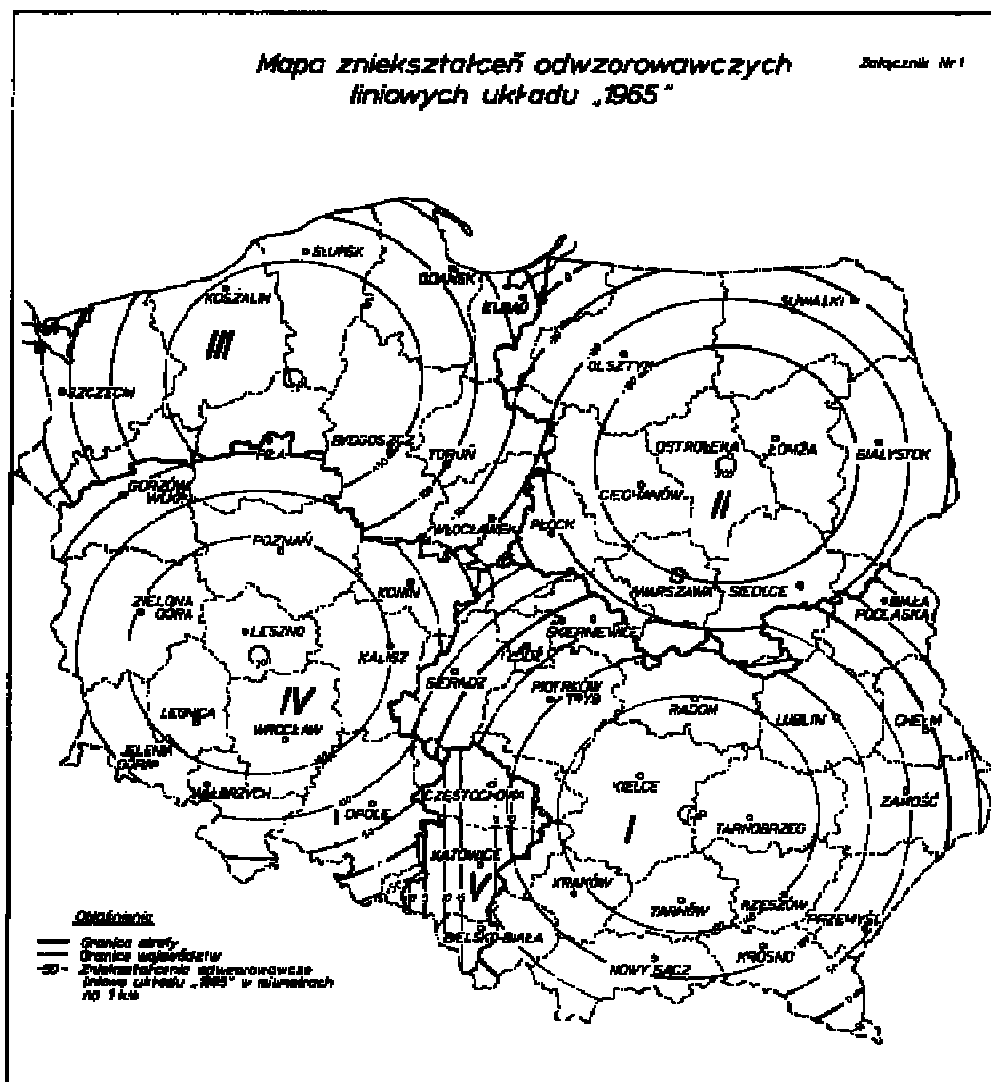 Mapa zniekształceń odwzorowawczych
liniowych układu „1965”
Załącznik Nr 1
SŁUPSK
GDAŃSK
KOSZALIN
ELBLĄG
SUWAŁKI
III
OLSZTYN
SZCZECIN
BYDGOSZCZ
OSTROŁĘKA
ŁOMŻA
BIAŁYSTOK
PIŁA
TORUŃ
GORZÓW
WLKP.
CIECHANÓW
II
WŁOCŁAWEK
PŁOCK
POZNAŃ
KONIN
WARSZAWA
SIEDLCE
ZIELONA
GÓRA
BIAŁA
PODLASKA
LESZNO
SKIERNIEWICE
KALISZ
ŁÓDŹ
SIERADZ
PIOTRKÓW
TRYB.
IV
LEGNICA
RADOM
LUBLIN
CHEŁM
WROCŁAW
JELENIA
GÓRA
WAŁBRZYCH
CZĘSTOCHOWA
KIELCE
ZAMOŚĆ
OPOLE
I
TARNOBRZEG
KATOWICE
V
KRAKÓW
TARNÓW
RZESZÓW
PRZEMYŚL
BIELSKO-BIAŁA
NOWY SĄCZ
KROSNO
Objaśnienia
Granica strefy
Granica województw
-50- Zniekształcenia odwzorowawcze
liniowe układu „1965” w milimetrach
na 1 km